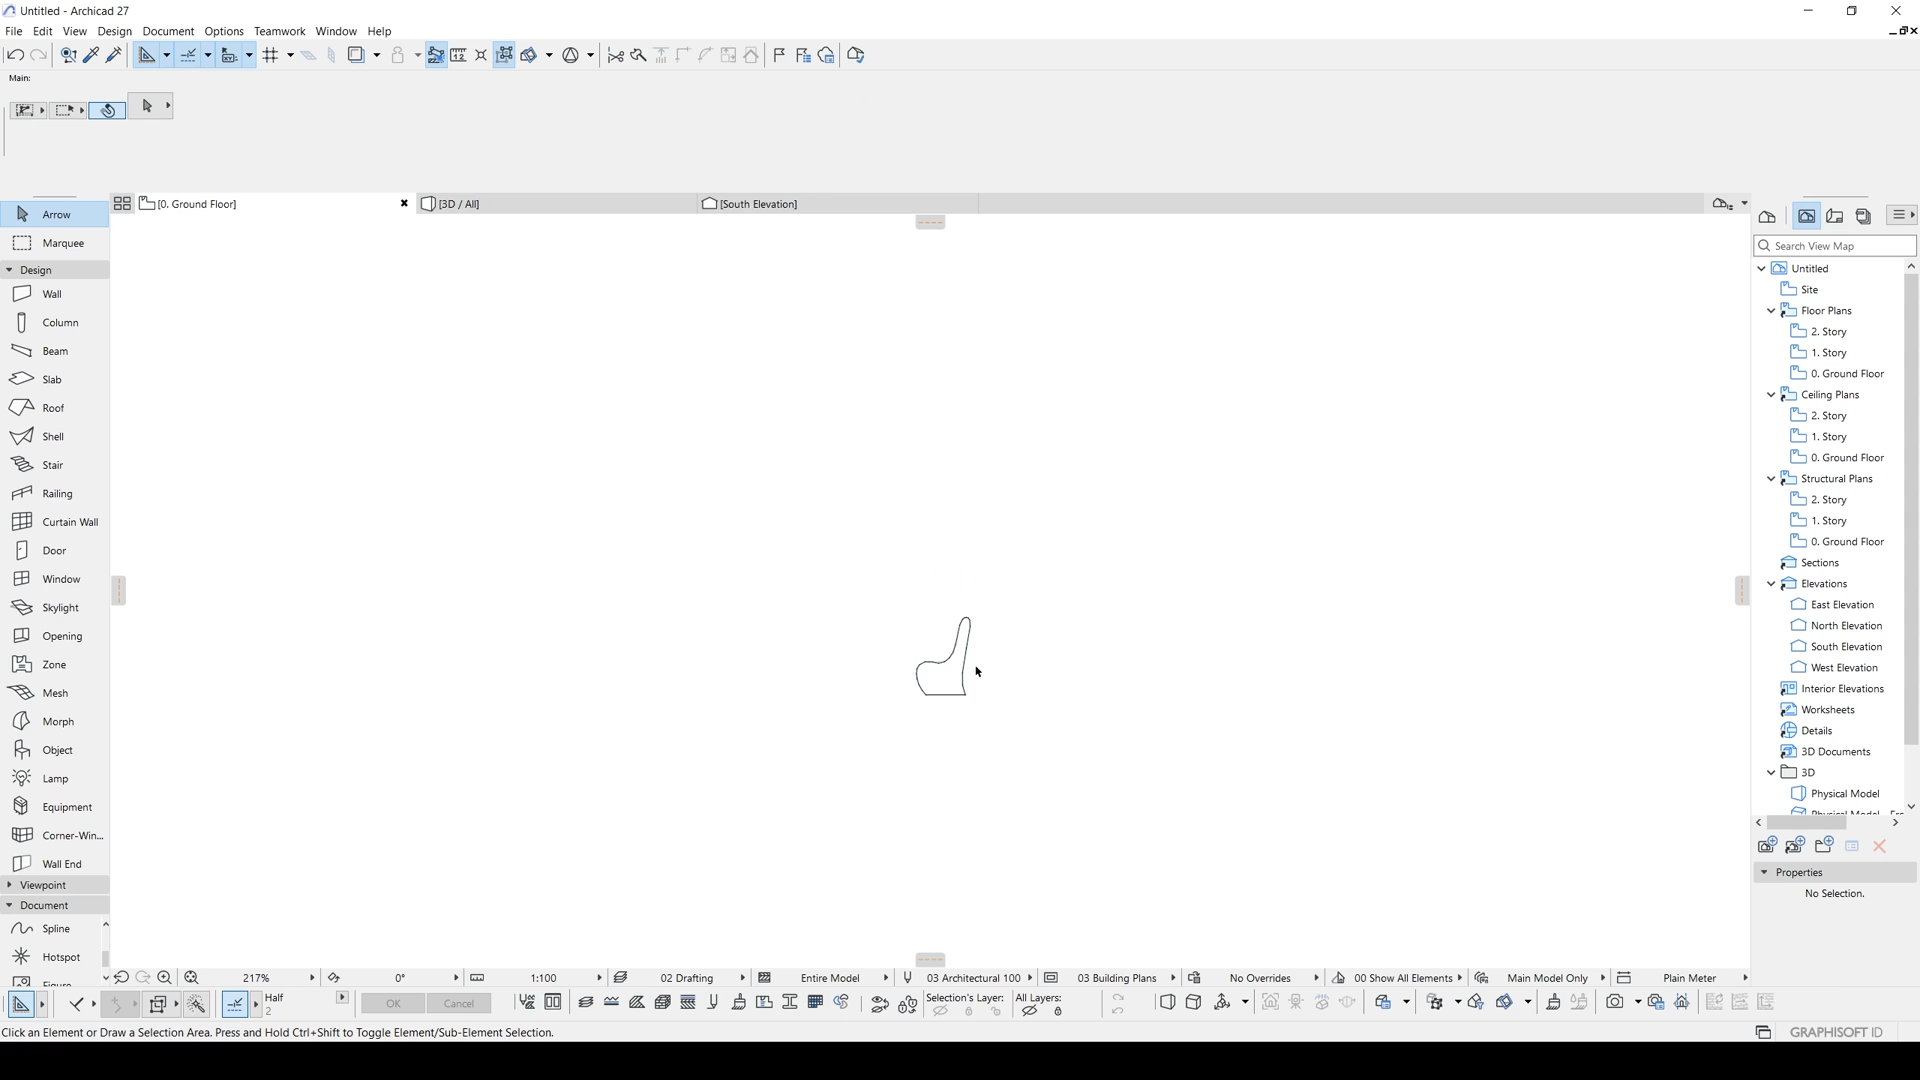 Untitled - Archicad 27
File Edit View Design Document Options Teamwork Window Help
Main:
[0. Ground Floor] [3D / All] [South Elevation]
Arrow
Marquee
Design
Wall
Column
Beam
Slab
Roof
Shell
Stair
Railing
Curtain Wall
Door
Window
Skylight
Opening
Zone
Mesh
Morph
Object
Lamp
Equipment
Corner-Win...
Wall End
Viewpoint
Document
Spline
Hotspot
Figure
Search View Map
Untitled
Site
Floor Plans
2. Story
1. Story
0. Ground Floor
Ceiling Plans
2. Story
1. Story
0. Ground Floor
Structural Plans
2. Story
1. Story
0. Ground Floor
Sections
Elevations
East Elevation
North Elevation
South Elevation
West Elevation
Interior Elevations
Worksheets
Details
3D Documents
3D
Physical Model
Properties
No Selection.
217% 0° 1:100 02 Drafting Entire Model 03 Architectural 100 03 Building Plans No Overrides 00 Show All Elements Main Model Only Plain Meter
Half
2
OK Cancel
Selection's Layer: All Layers:
Click an Element or Draw a Selection Area. Press and Hold Ctrl+Shift to Toggle Element/Sub-Element Selection.
GRAPHISOFT ID